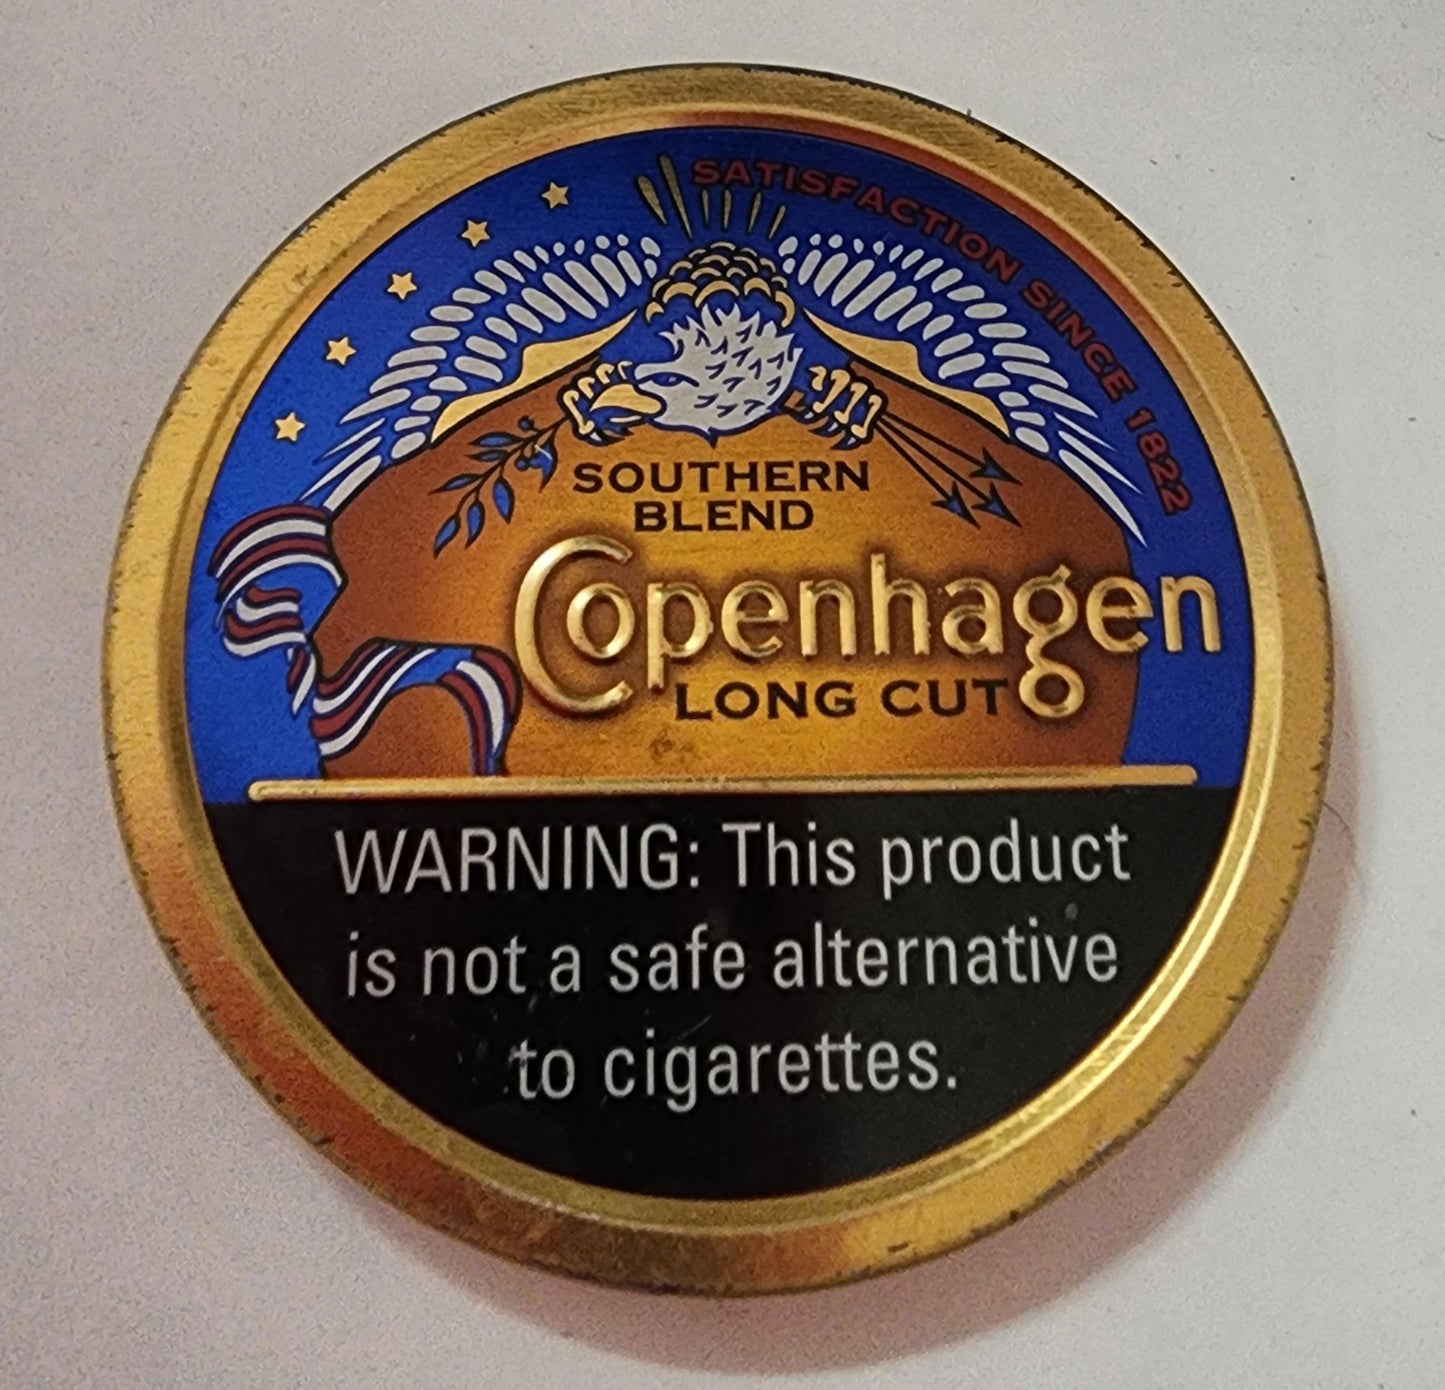 SATISFACTION SINCE 1822
SOUTHERN
BLEND
Copenhagen
LONG CUT
WARNING: This product
is not a safe alternative
to cigarettes.